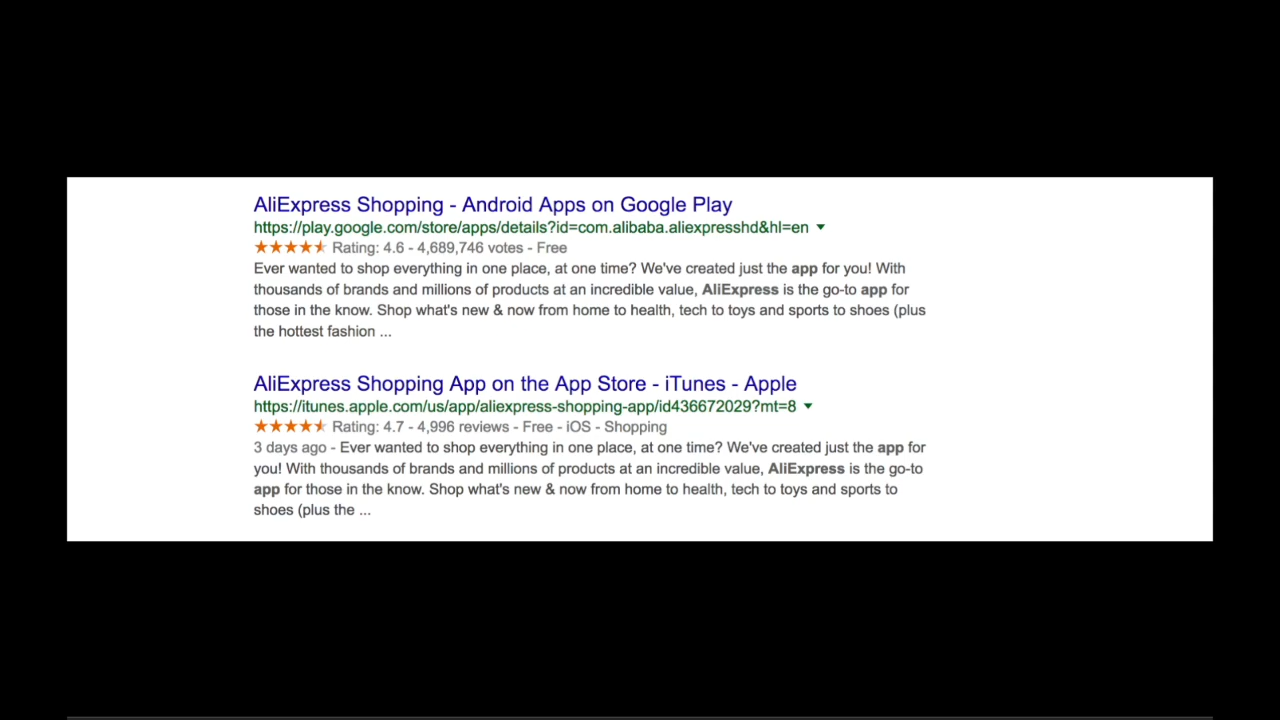 AliExpress Shopping - Android Apps on Google Play
https://play.google.com/store/apps/details?id=com.alibaba.aliexpresshd&hl=en
Rating: 4.6 - 4,689,746 votes - Free
Ever wanted to shop everything in one place, at one time? We've created just the app for you! With
thousands of brands and millions of products at an incredible value, AliExpress is the go-to app for
those in the know. Shop what's new & now from home to health, tech to toys and sports to shoes (plus
the hottest fashion ...
AliExpress Shopping App on the App Store - iTunes - Apple
https://itunes.apple.com/us/app/aliexpress-shopping-app/id436672029?mt=8
Rating: 4.7 - 4,996 reviews - Free - iOS - Shopping
3 days ago - Ever wanted to shop everything in one place, at one time? We've created just the app for
you! With thousands of brands and millions of products at an incredible value, AliExpress is the go-to
app for those in the know. Shop what's new & now from home to health, tech to toys and sports to
shoes (plus the ...